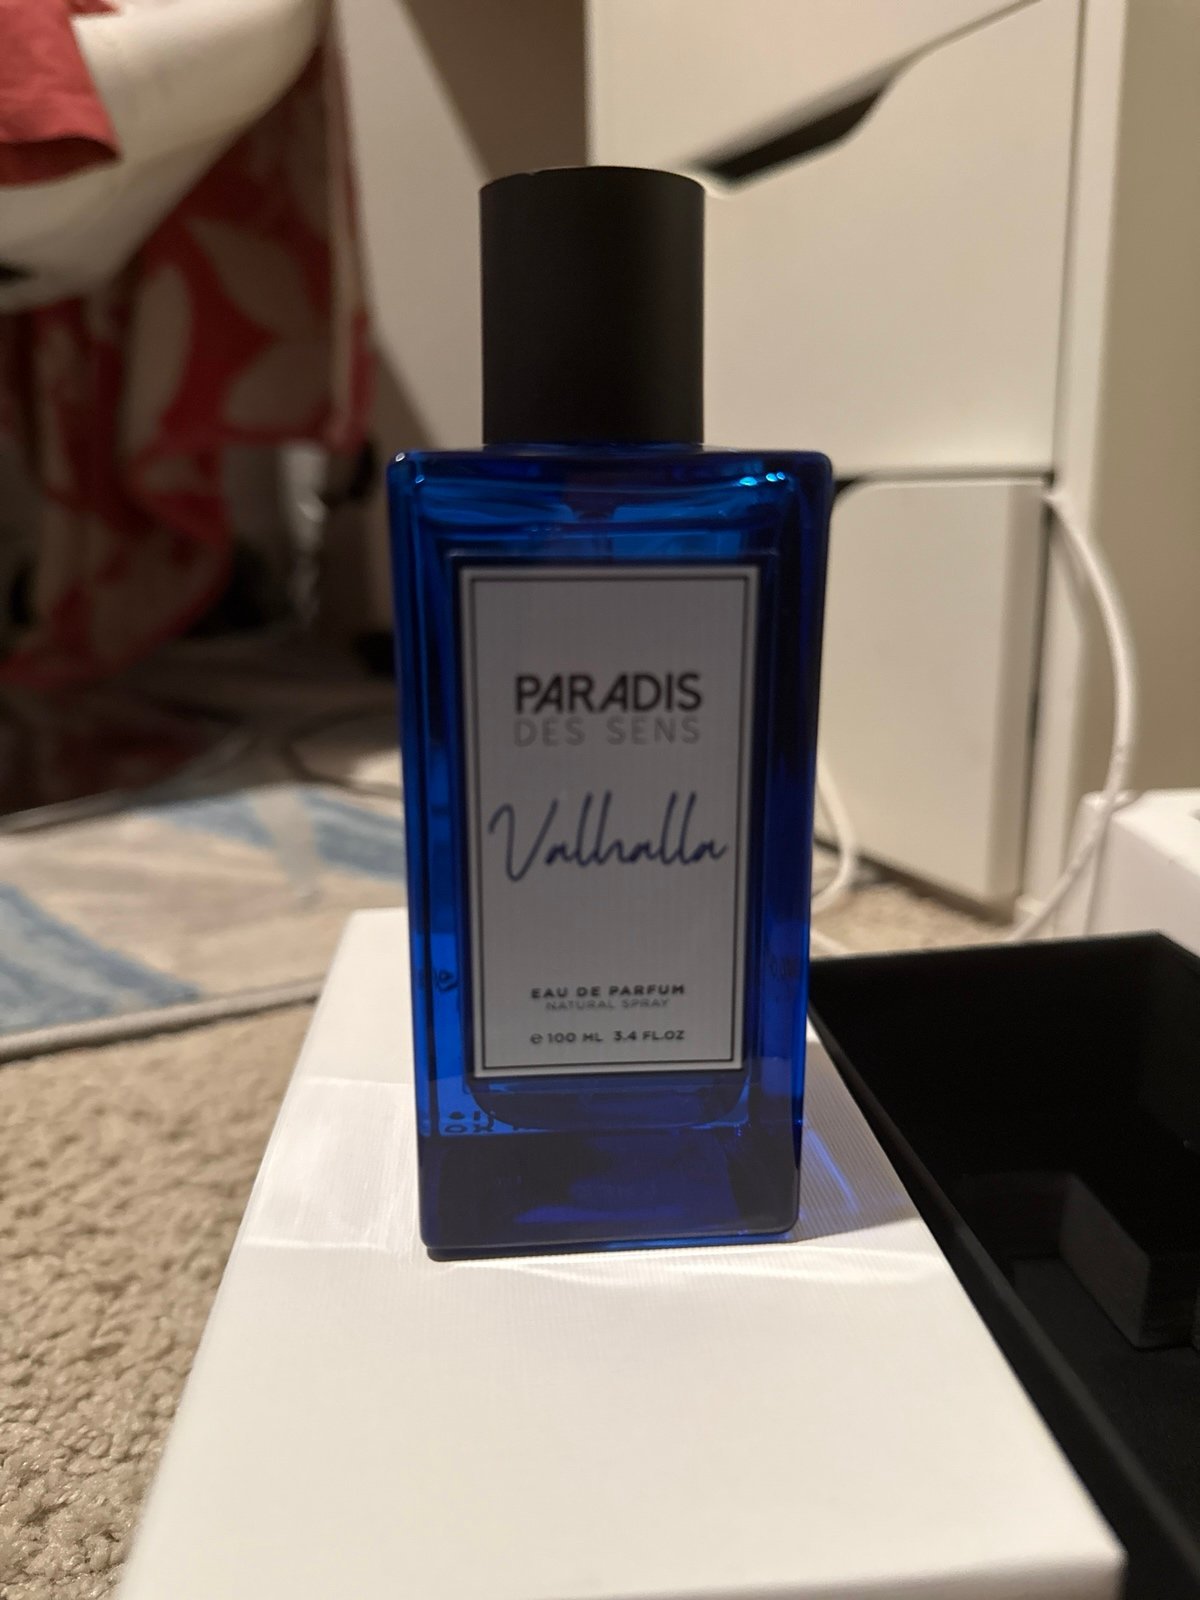 PARADIS
DES SENS
Valhalla
EAU DE PARFUM
NATURAL SPRAY
℮ 100 ML 3.4 FL.OZ